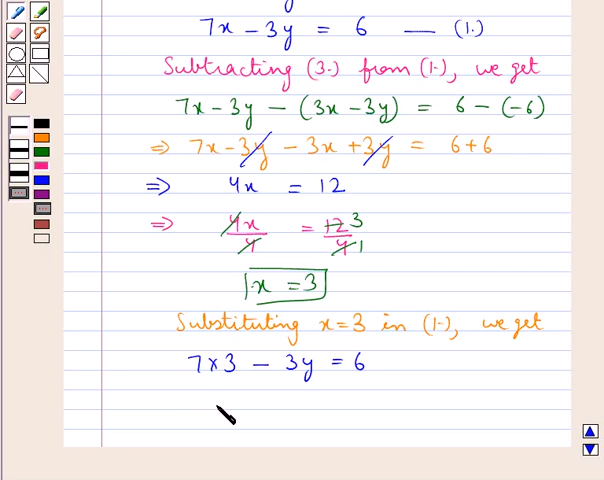 7x - 3y = 6 — (1.)
Subtracting (3.) from (1.), we get
7x - 3y - (3x - 3y) = 6 - (-6)
⇒ 7x - 3y - 3x + 3y = 6 + 6
⇒ 4x = 12
⇒ 4x/4 = 12/4 3 1
x = 3
Substituting x = 3 in (1.), we get
7 × 3 - 3y = 6